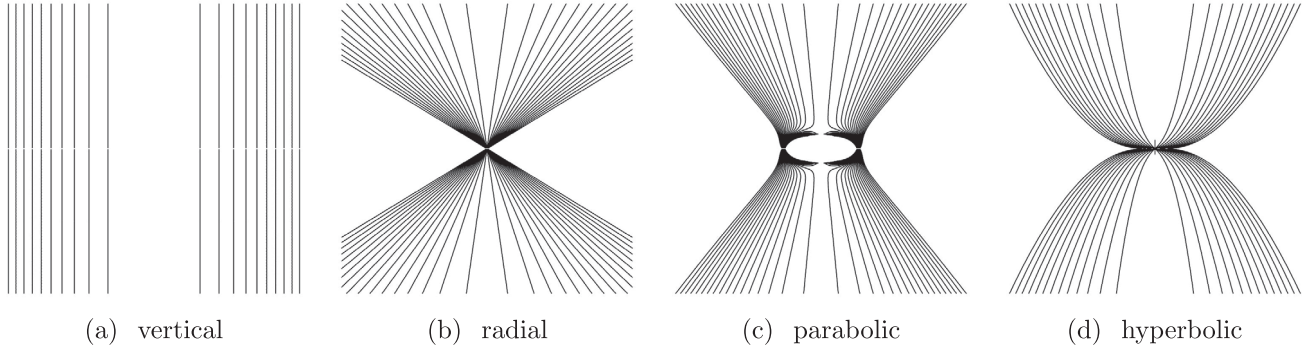 (a) vertical
(b) radial
(c) parabolic
(d) hyperbolic